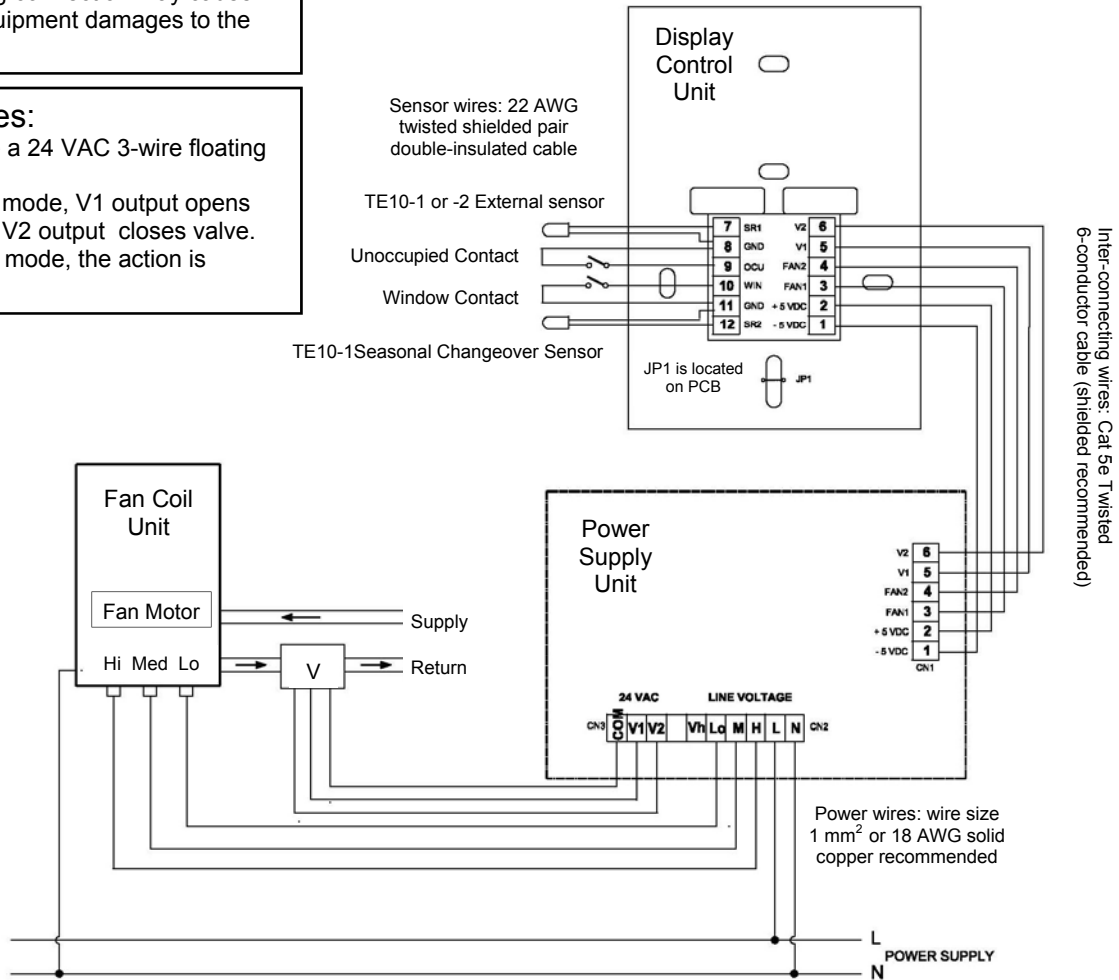 uipment damages to the
es:
a 24 VAC 3-wire floating
mode, V1 output opens
V2 output closes valve.
mode, the action is
Display
Control
Unit
Sensor wires: 22 AWG
twisted shielded pair
double-insulated cable
TE10-1 or -2 External sensor
Unoccupied Contact
Window Contact
TE10-1Seasonal Changeover Sensor
7 SR1 V2 6
8 GND V1 5
9 OCU FAN2 4
10 WIN FAN1 3
11 GND + 5 VDC 2
12 SR2 - 5 VDC 1
JP1 is located
on PCB
JP1
Inter-connecting wires: Cat 5e Twisted
6-conductor cable (shielded recommended)
Fan Coil
Unit
Fan Motor
Hi Med Lo
Supply
Return
V
Power
Supply
Unit
V2 6
V1 5
FAN2 4
FAN1 3
+ 5 VDC 2
- 5 VDC 1
CN1
24 VAC LINE VOLTAGE
CN3 COM V1 V2 Vh Lo M H L N CN2
Power wires: wire size
1 mm² or 18 AWG solid
copper recommended
L
POWER SUPPLY
N